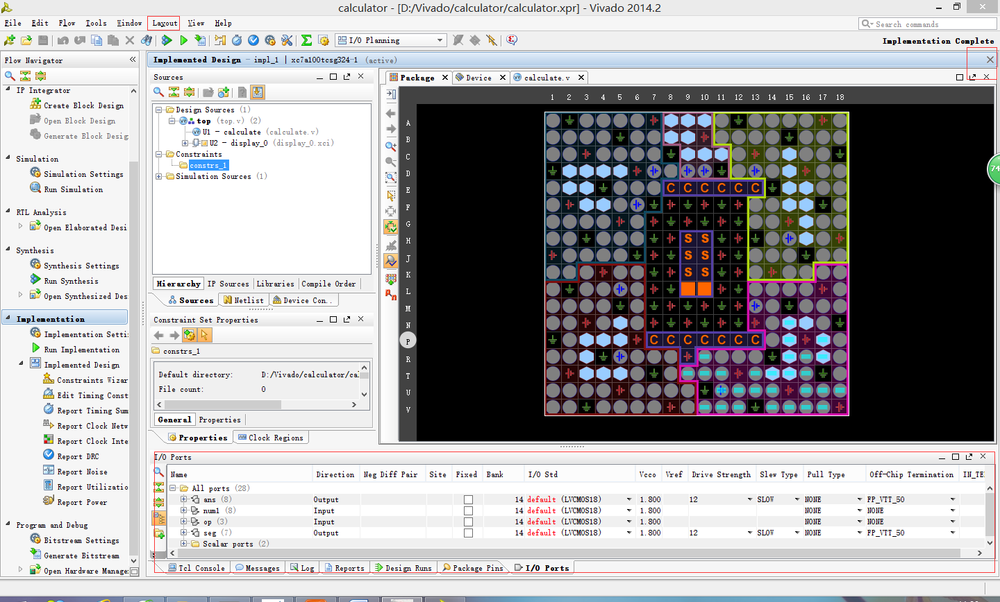 calculator - [D:/Vivado/calculator/calculator.xpr] - Vivado 2014.2
File Edit Flow Tools Window Layout View Help
Search commands
I/O Planning
Implementation Complete
Flow Navigator
Implemented Design - impl_1 | xc7a100tcsg324-1 (active)
IP Integrator
Create Block Design
Open Block Design
Generate Block Desig
Simulation
Simulation Settings
Run Simulation
RTL Analysis
Open Elaborated Desi
Synthesis
Synthesis Settings
Run Synthesis
Open Synthesized Des
Implementation
Implementation Setti
Run Implementation
Implemented Design
Constraints Wizar
Edit Timing Const
Report Timing Sum
Report Clock Netw
Report Clock Inte
Report DRC
Report Noise
Report Utilizatio
Report Power
Program and Debug
Bitstream Settings
Generate Bitstream
Open Hardware Manage
Sources
Design Sources (1)
top (top.v) (2)
U1 - calculate (calculate.v)
U2 - display_0 (display_0.xci)
Constraints
constrs_1
Simulation Sources (1)
Hierarchy IP Sources Libraries Compile Order
Sources Netlist Device Con..
Constraint Set Properties
constrs_1
Default directory: D:/Vivado/calculator/cal
File count: 0
General Properties
Properties Clock Regions
Package Device calculate.v
1 2 3 4 5 6 7 8 9 10 11 12 13 14 15 16 17 18
A
B
C
D
E C C C C C C
F
G
H S S
J S S
K S S
L
M
N
P C C C C C C C
R
T
U
V
74
I/O Ports
Name Direction Neg Diff Pair Site Fixed Bank I/O Std Vcco Vref Drive Strength Slew Type Pull Type Off-Chip Termination IN_TE
All ports (28)
ans (8) Output 14 default (LVCMOS18) 1.800 12 SLOW NONE FP_VTT_50
num1 (8) Input 14 default (LVCMOS18) 1.800 NONE NONE
op (3) Input 14 default (LVCMOS18) 1.800 NONE NONE
seg (7) Output 14 default (LVCMOS18) 1.800 12 SLOW NONE FP_VTT_50
Scalar ports (2)
Tcl Console Messages Log Reports Design Runs Package Pins I/O Ports